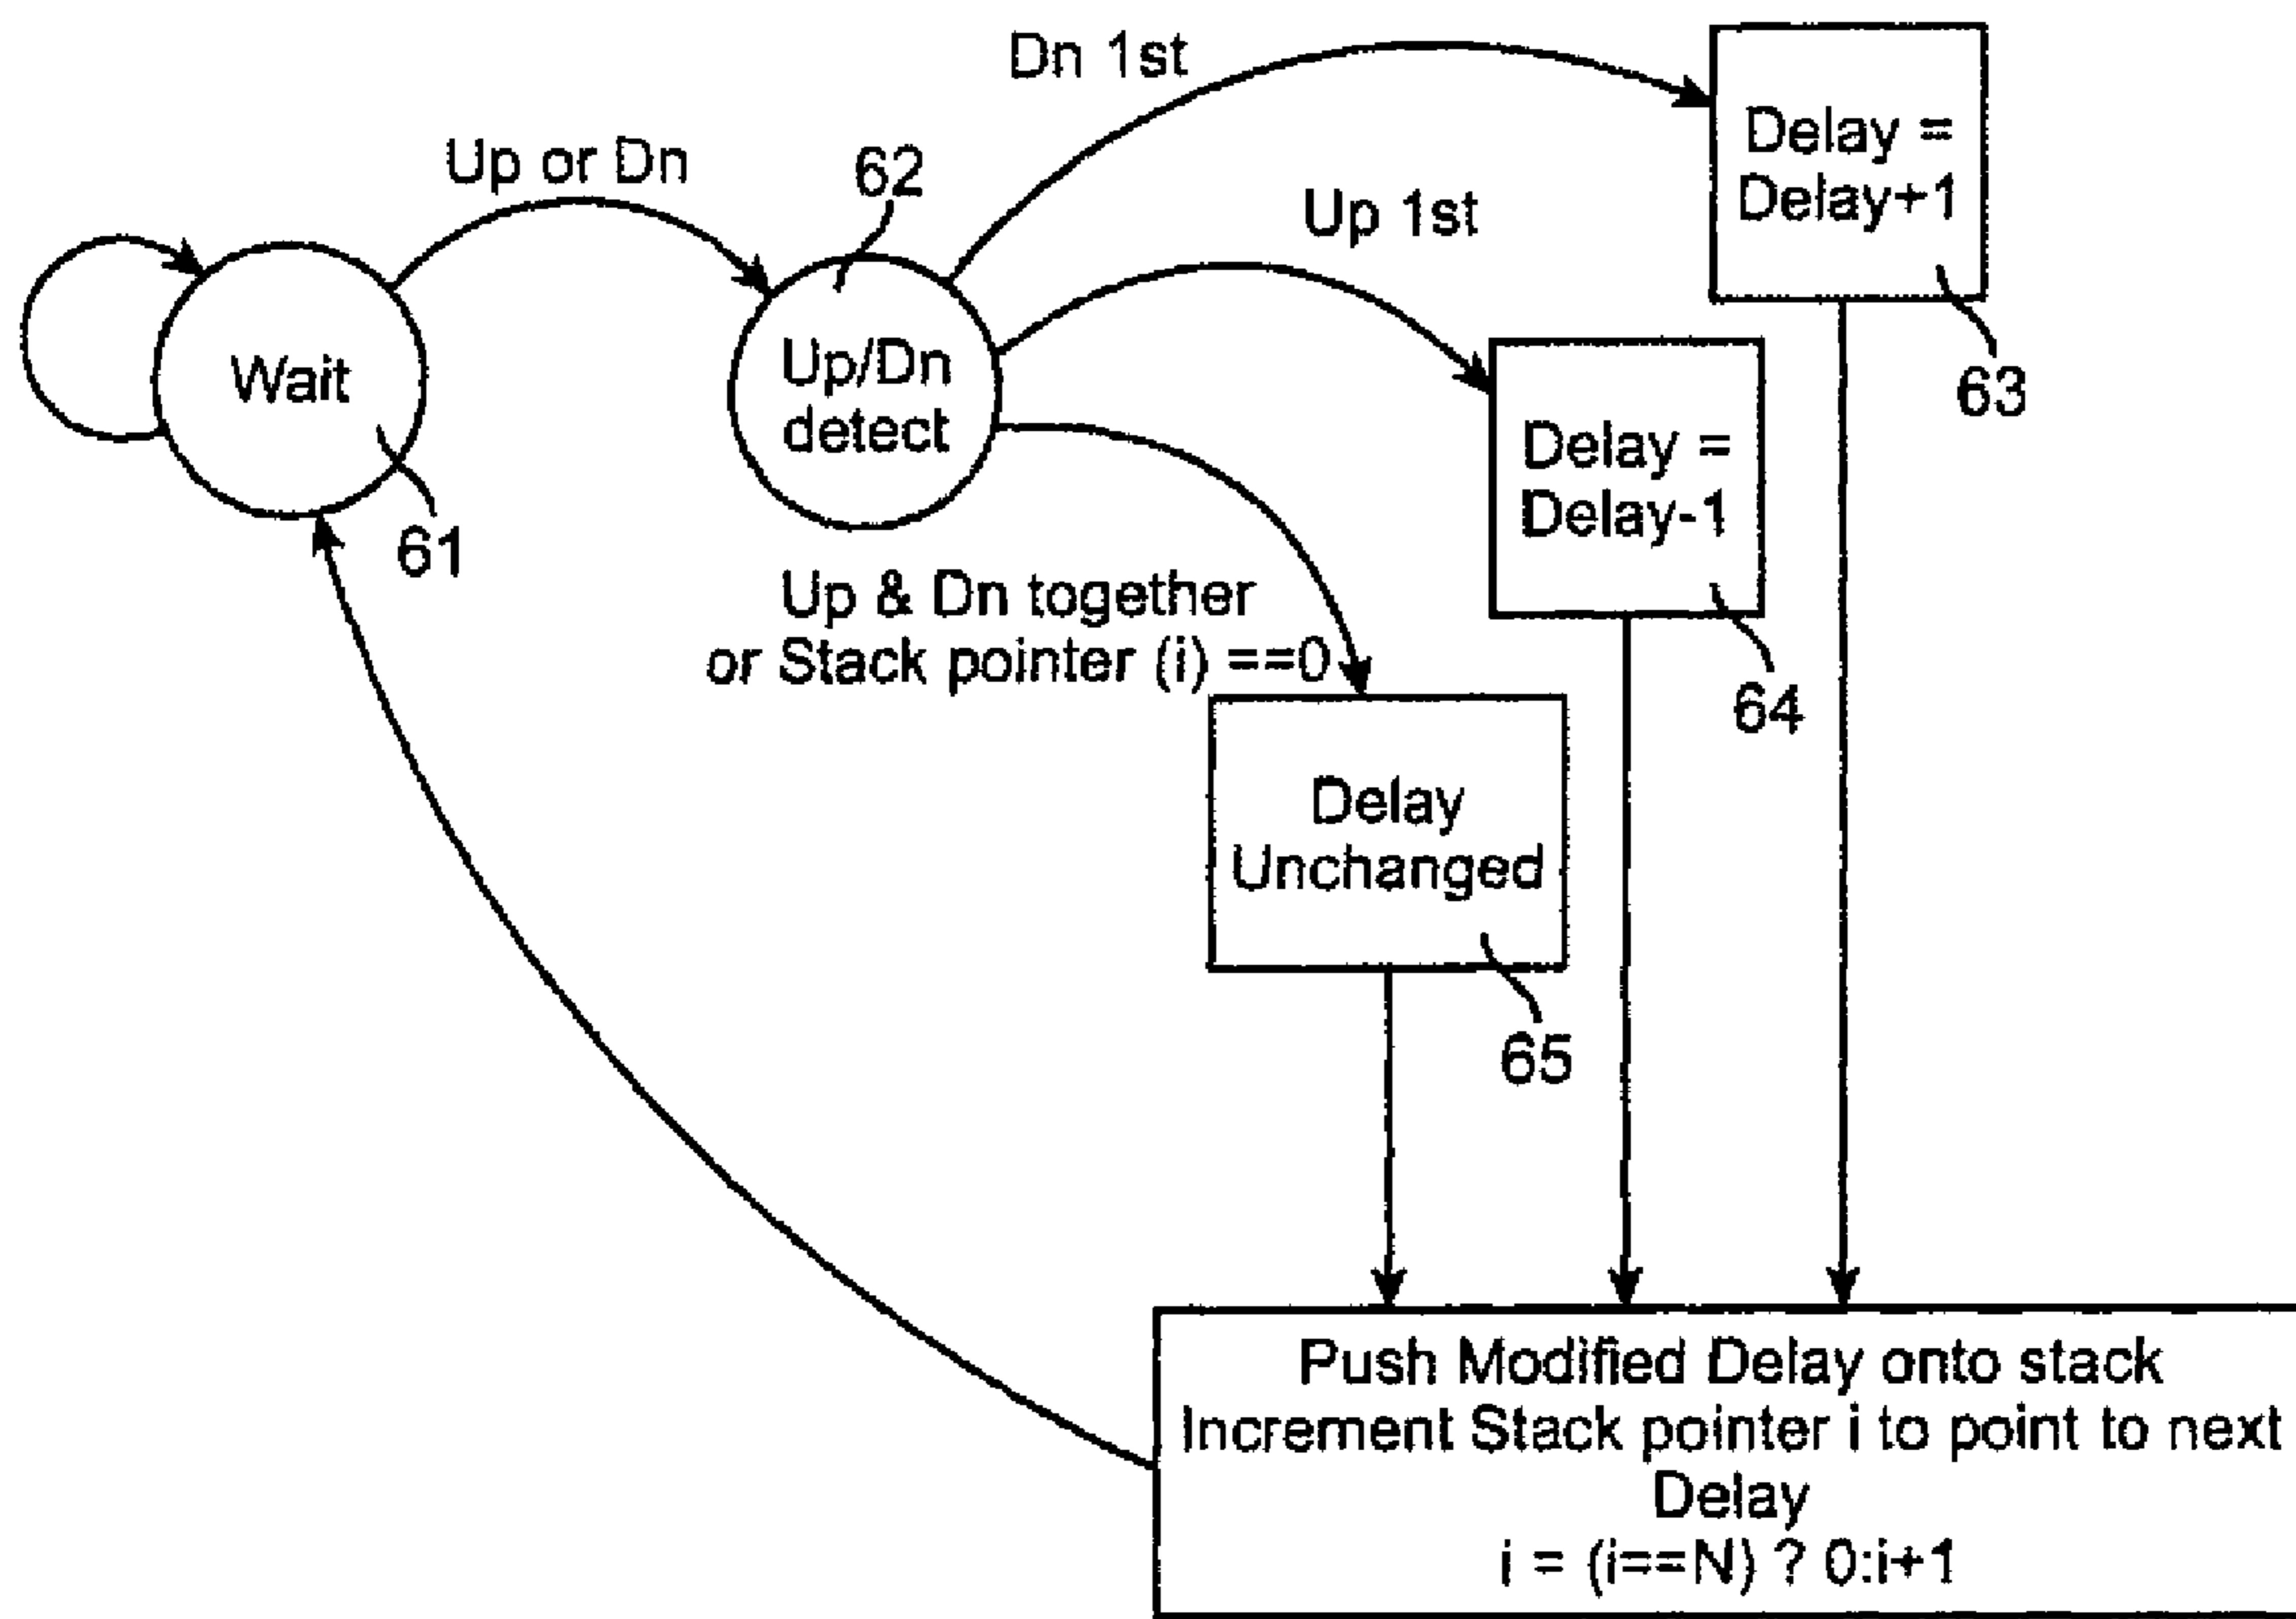 Dn 1st
Up or Dn
62
Delay =
Delay+1
Up 1st
63
Wait
Up/Dn
detect
61
Delay =
Delay-1
64
Up & Dn together
or Stack pointer (i) ==0
Delay
Unchanged
65
Push Modified Delay onto stack
Increment Stack pointer i to point to next
Delay
i = (i==N) ? 0:i+1